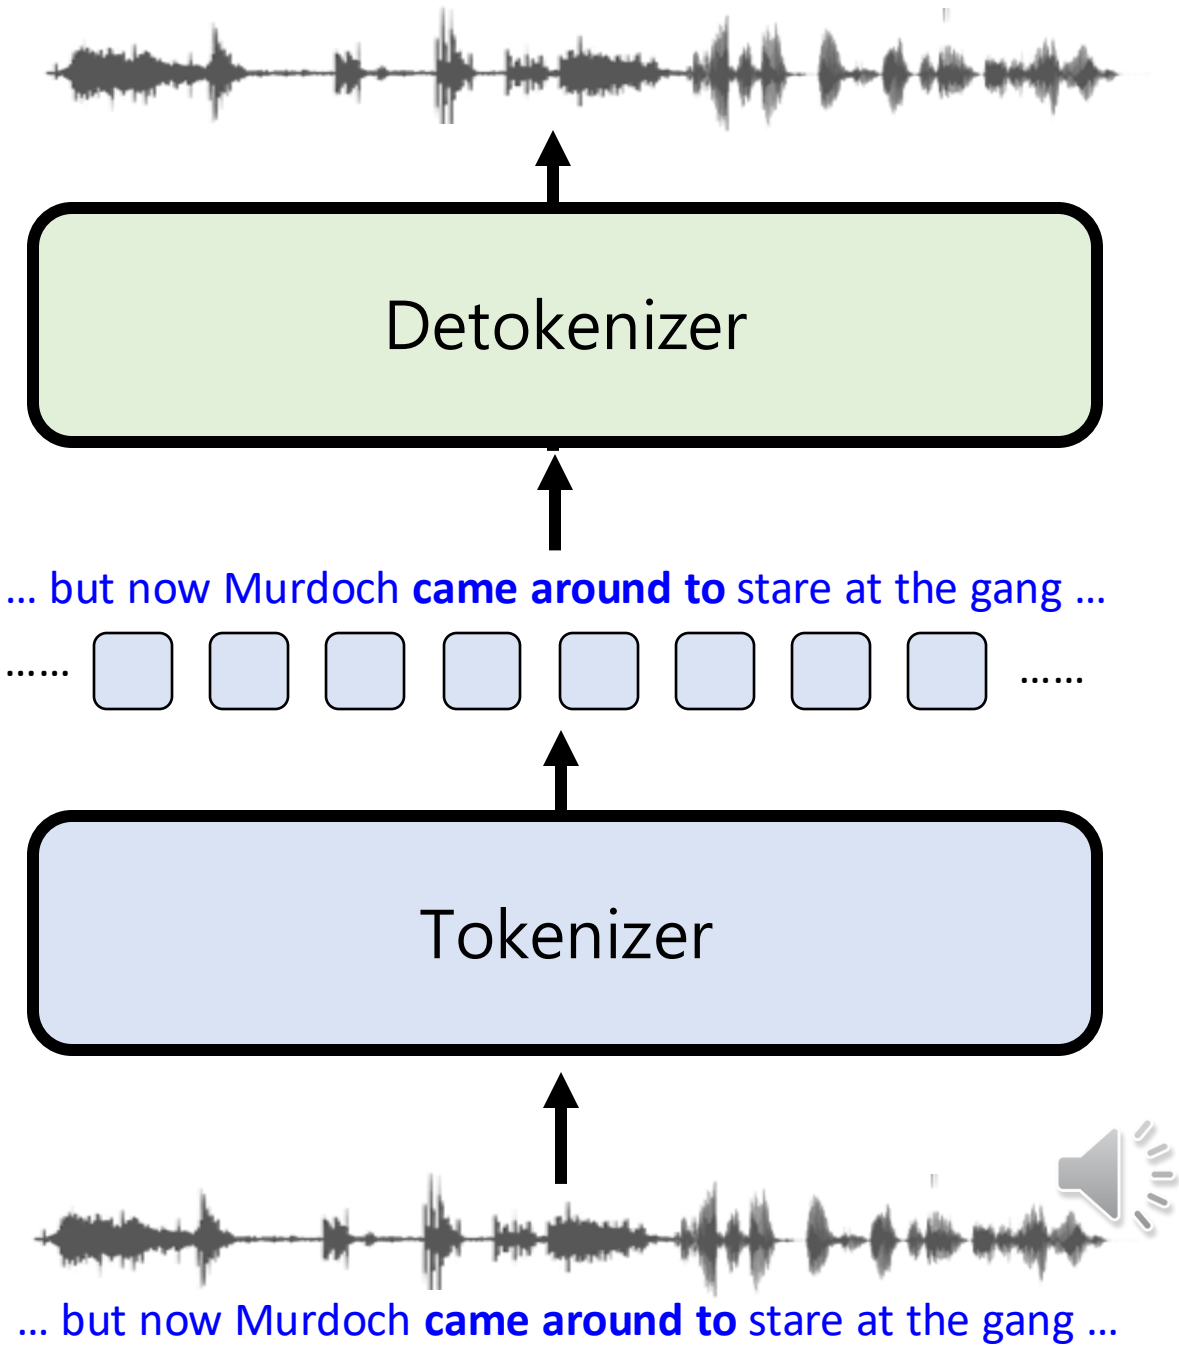 Detokenizer
... but now Murdoch came around to stare at the gang ...
...... ......
Tokenizer
... but now Murdoch came around to stare at the gang ...